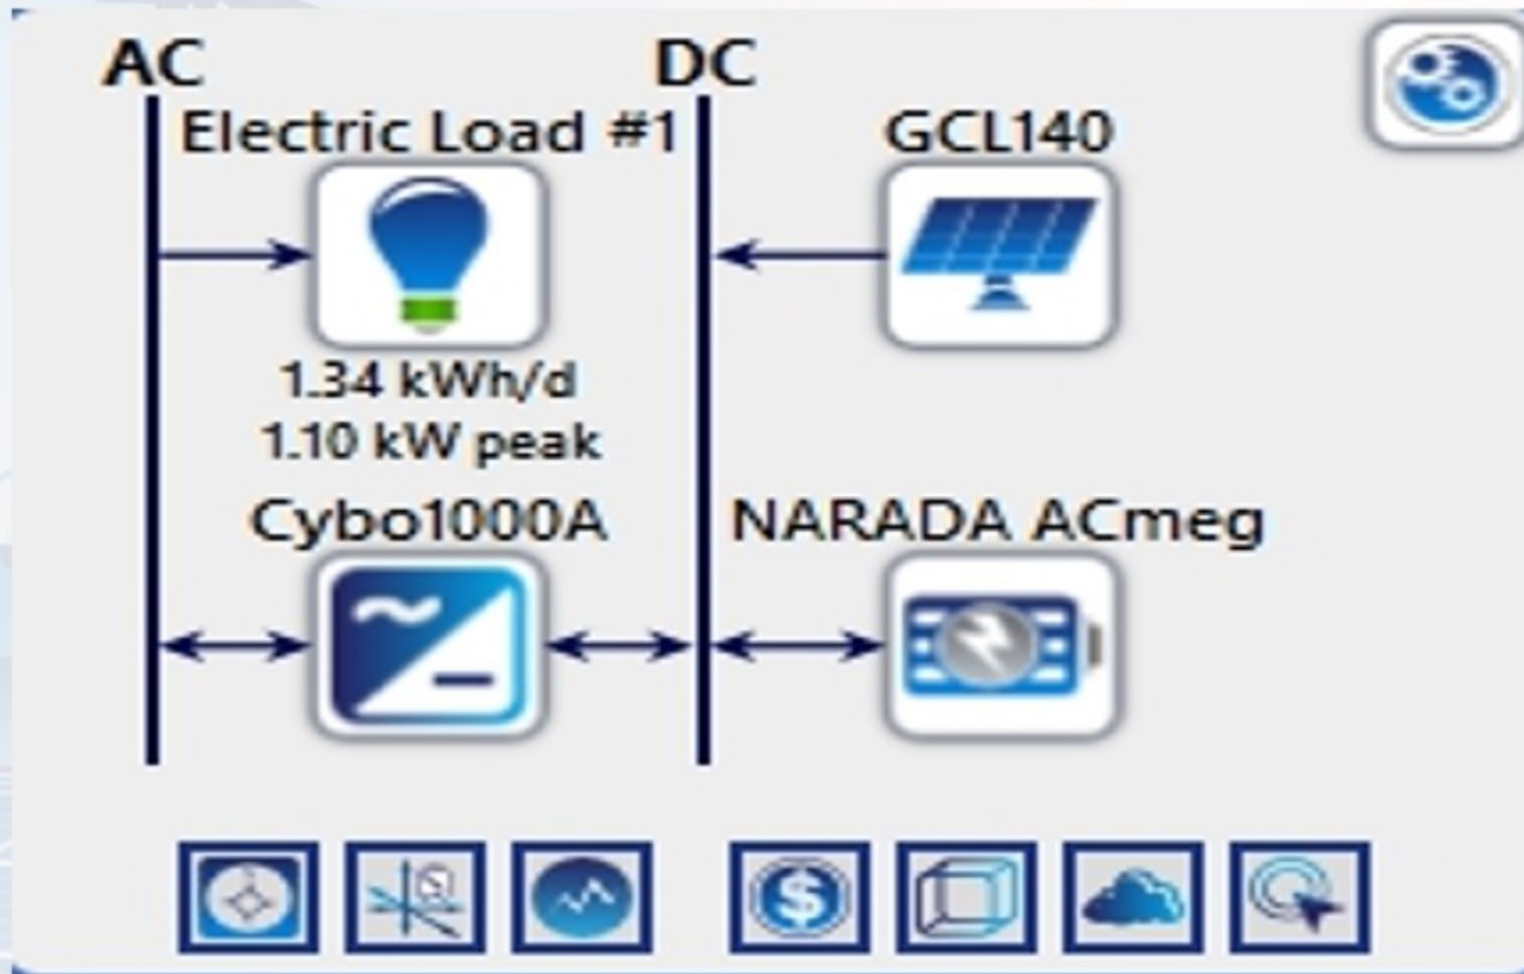 AC
DC
Electric Load #1
GCL140
1.34 kWh/d
1.10 kW peak
Cybo1000A
NARADA ACmeg
$